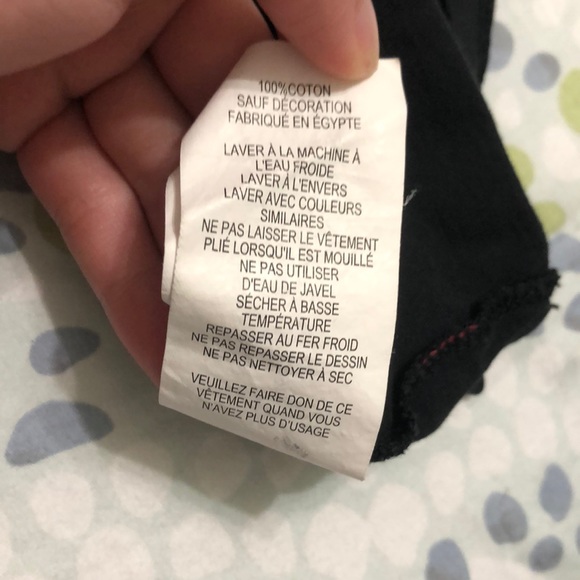 100% COTON
SAUF DÉCORATION
FABRIQUÉ EN ÉGYPTE
LAVER À LA MACHINE À
L'EAU FROIDE
LAVER À L'ENVERS
LAVER AVEC COULEURS
SIMILAIRES
NE PAS LAISSER LE VÊTEMENT
PLIÉ LORSQU'IL EST MOUILLÉ
NE PAS UTILISER
D'EAU DE JAVEL
SÉCHER À BASSE
TEMPÉRATURE
REPASSER AU FER FROID
NE PAS REPASSER LE DESSIN
NE PAS NETTOYER À SEC
VEUILLEZ FAIRE DON DE CE
VÊTEMENT QUAND VOUS
N'AVEZ PLUS D'USAGE